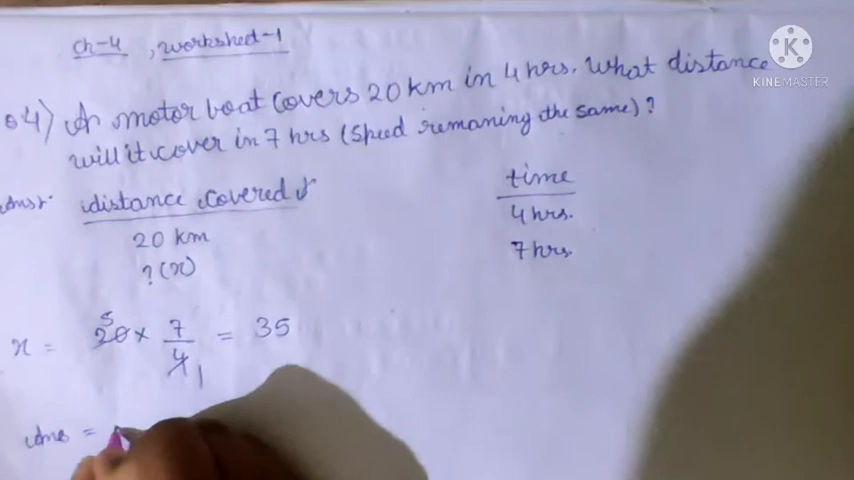 Ch-4, worksheet-1
K
KINEMASTER
Q4) A motor boat covers 20 km in 4 hrs. What distance
will it cover in 7 hrs (Speed remaning the same)?
Ans:- distance covered time
20 km 4 hrs.
?(x) 7 hrs.
5
x = 20 × 7/4 = 35
1
Ans =